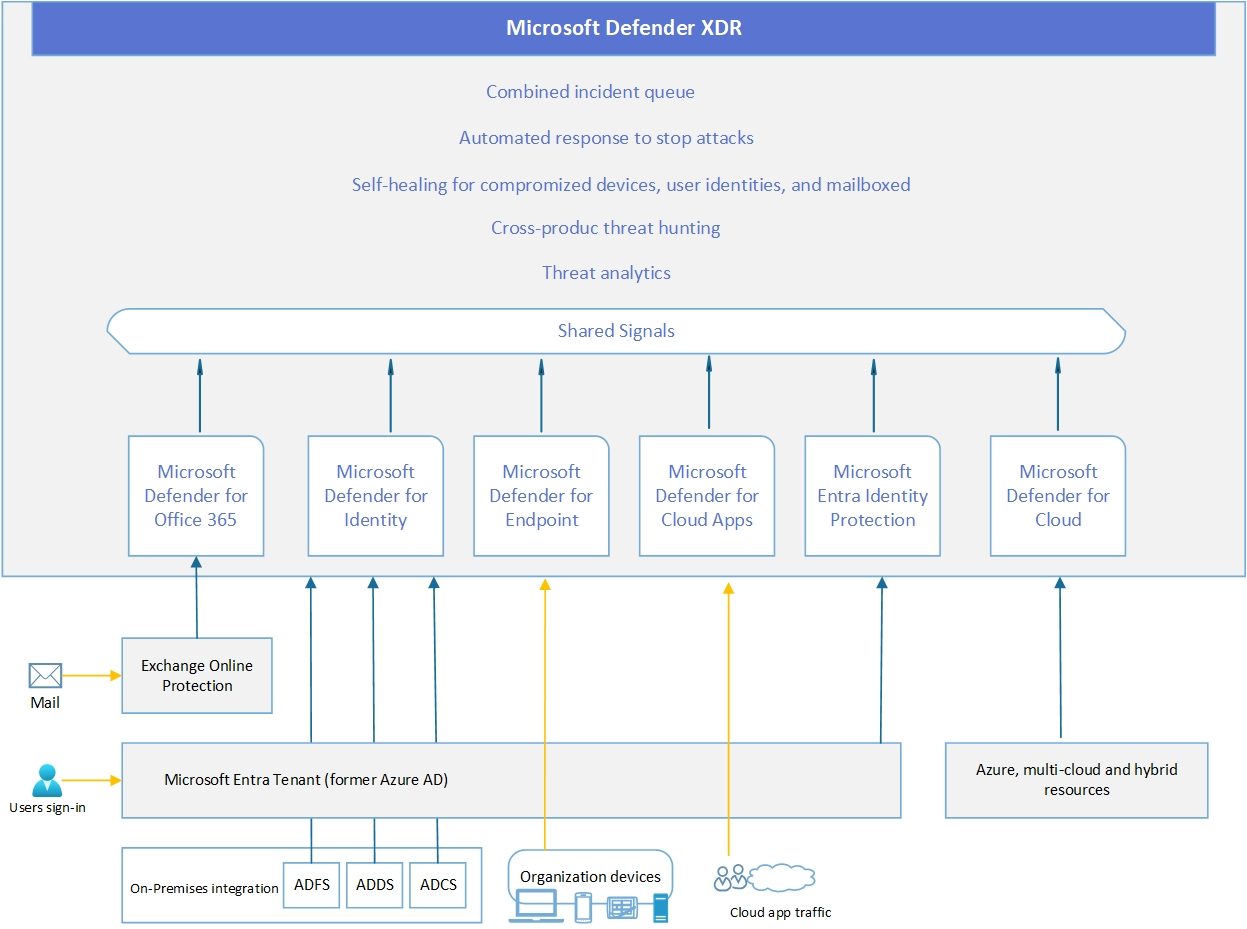 Microsoft Defender XDR
Combined incident queue
Automated response to stop attacks
Self-healing for compromized devices, user identities, and mailboxed
Cross-produc threat hunting
Threat analytics
Shared Signals
Microsoft
Defender for
Office 365
Microsoft
Defender for
Identity
Microsoft
Defender for
Endpoint
Microsoft
Defender for
Cloud Apps
Microsoft
Entra Identity
Protection
Microsoft
Defender for
Cloud
Exchange Online
Protection
Mail
Microsoft Entra Tenant (former Azure AD)
Users sign-in
Azure, multi-cloud and hybrid
resources
On-Premises integration
ADFS
ADDS
ADCS
Organization devices
Cloud app traffic